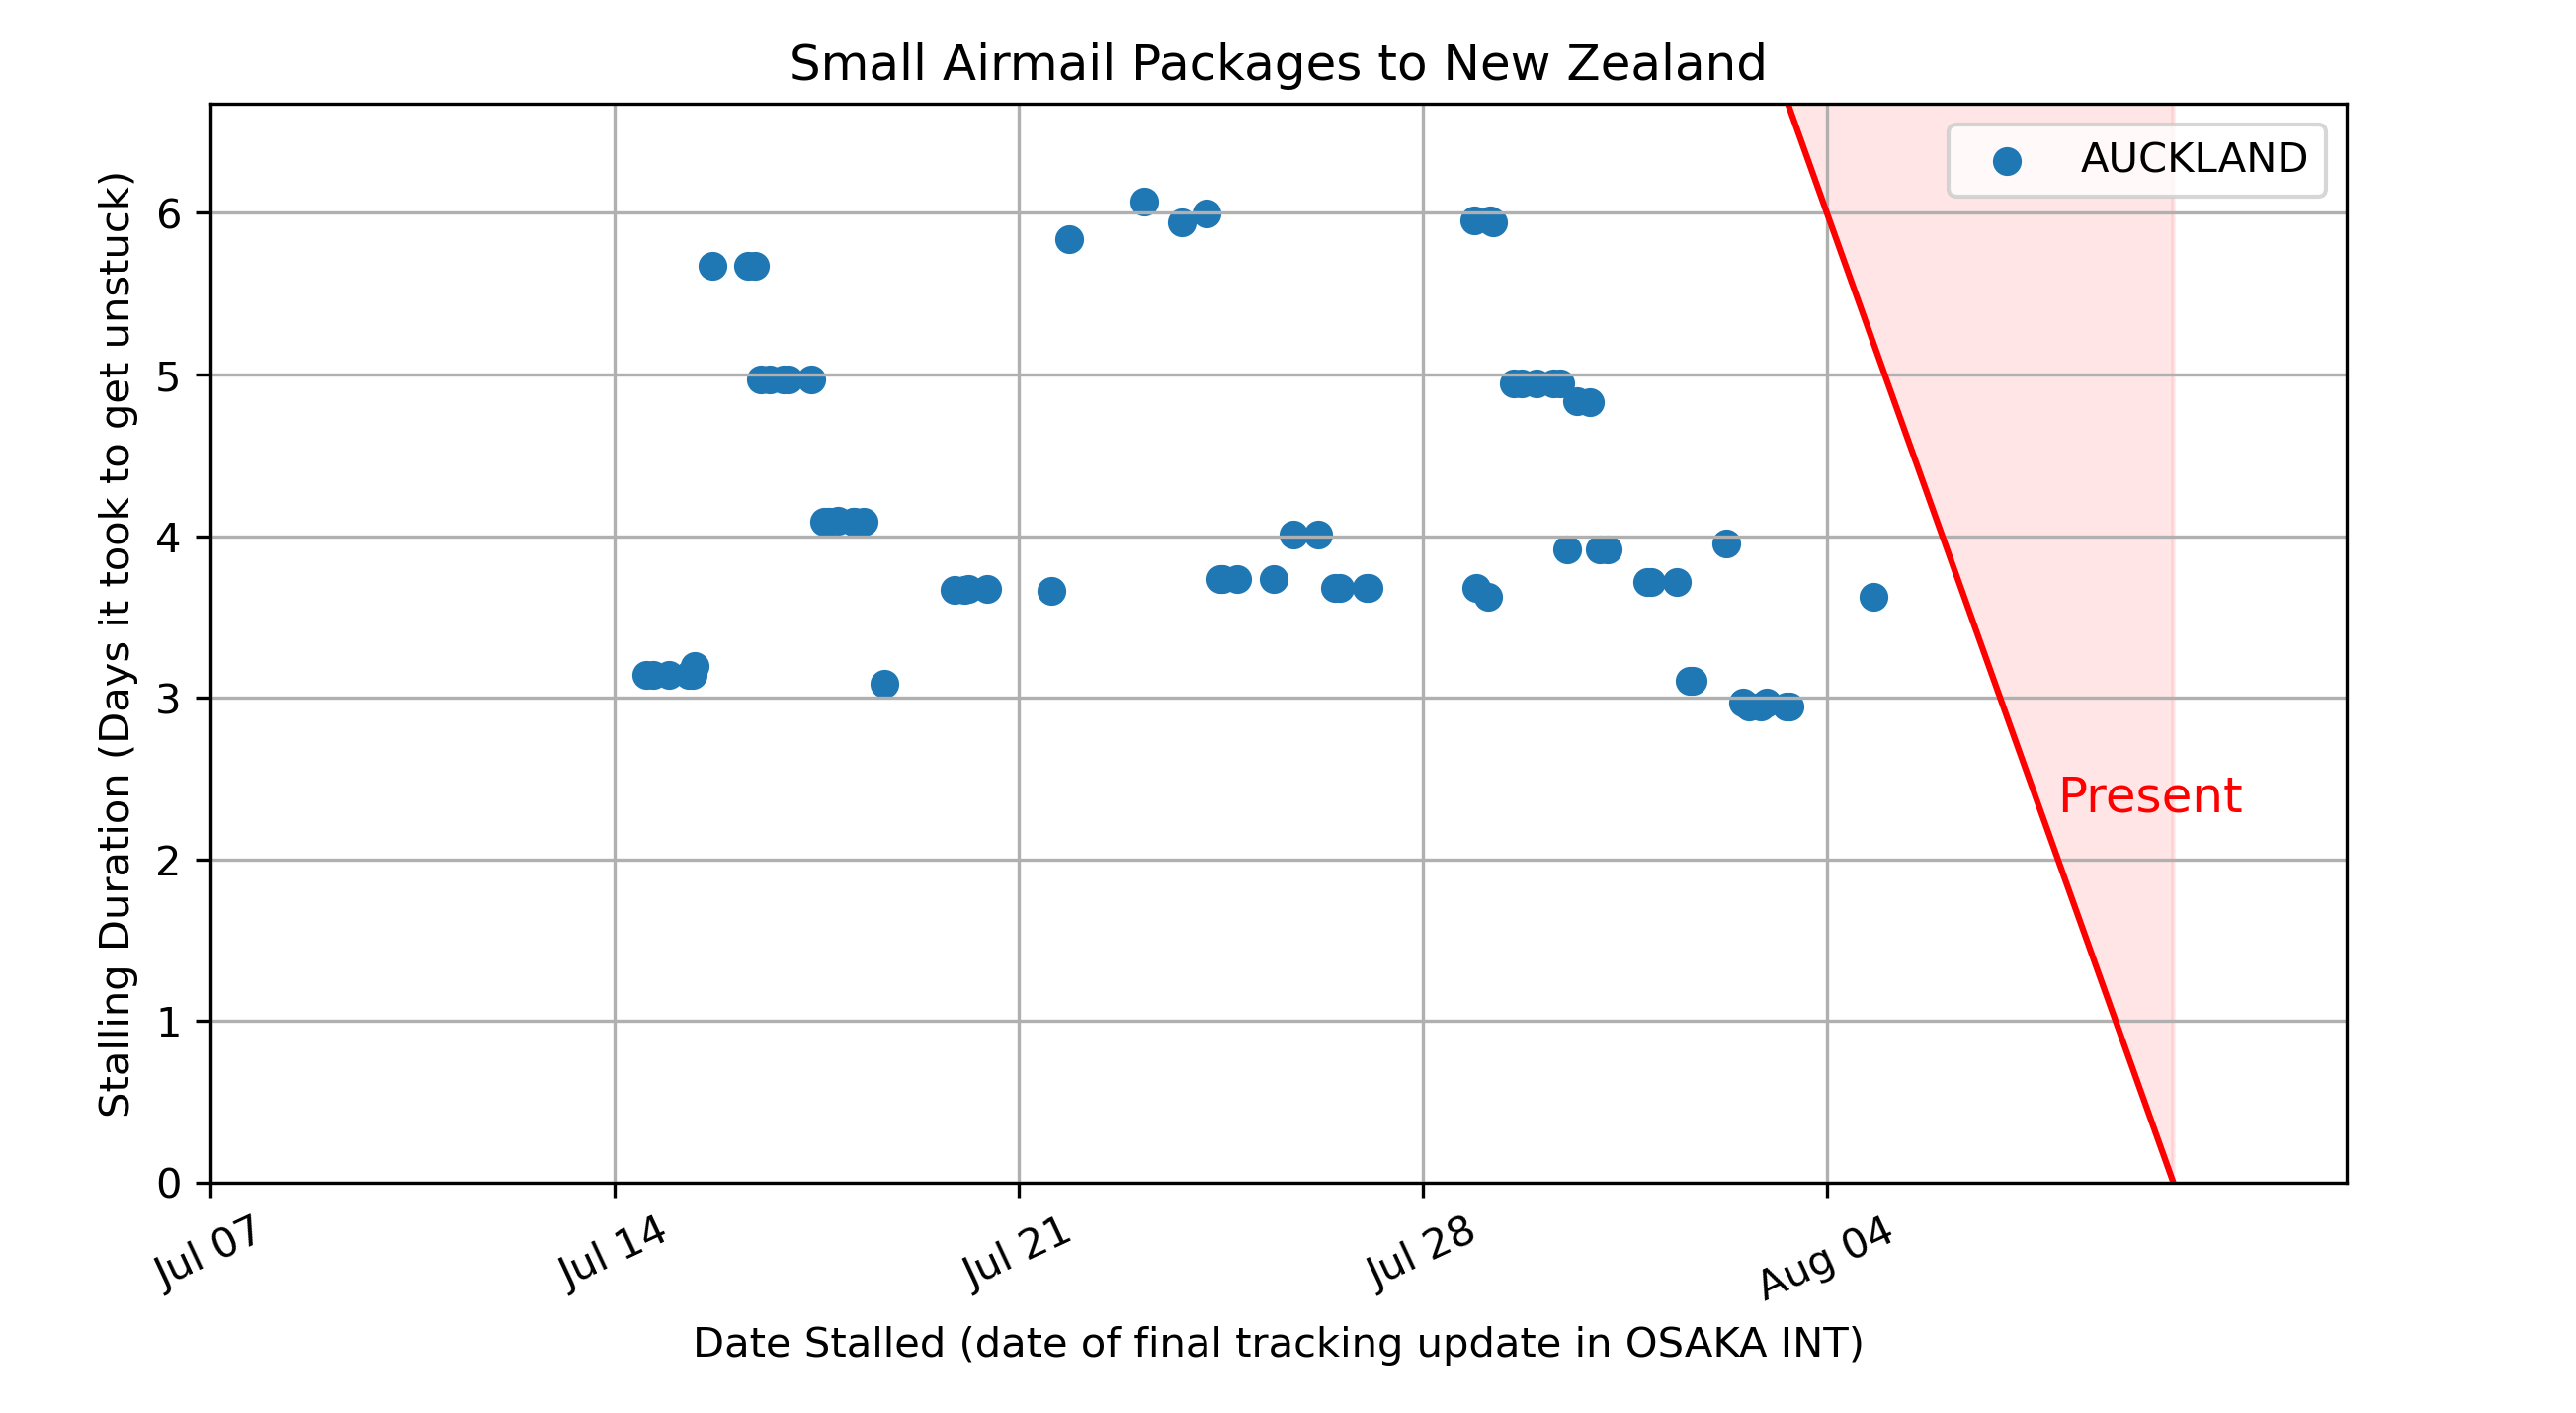 Small Airmail Packages to New Zealand
AUCKLAND
Stalling Duration (Days it took to get unstuck)
6
5
4
3
2
1
0
Present
Jul 07
Jul 14
Jul 21
Jul 28
Aug 04
Date Stalled (date of final tracking update in OSAKA INT)